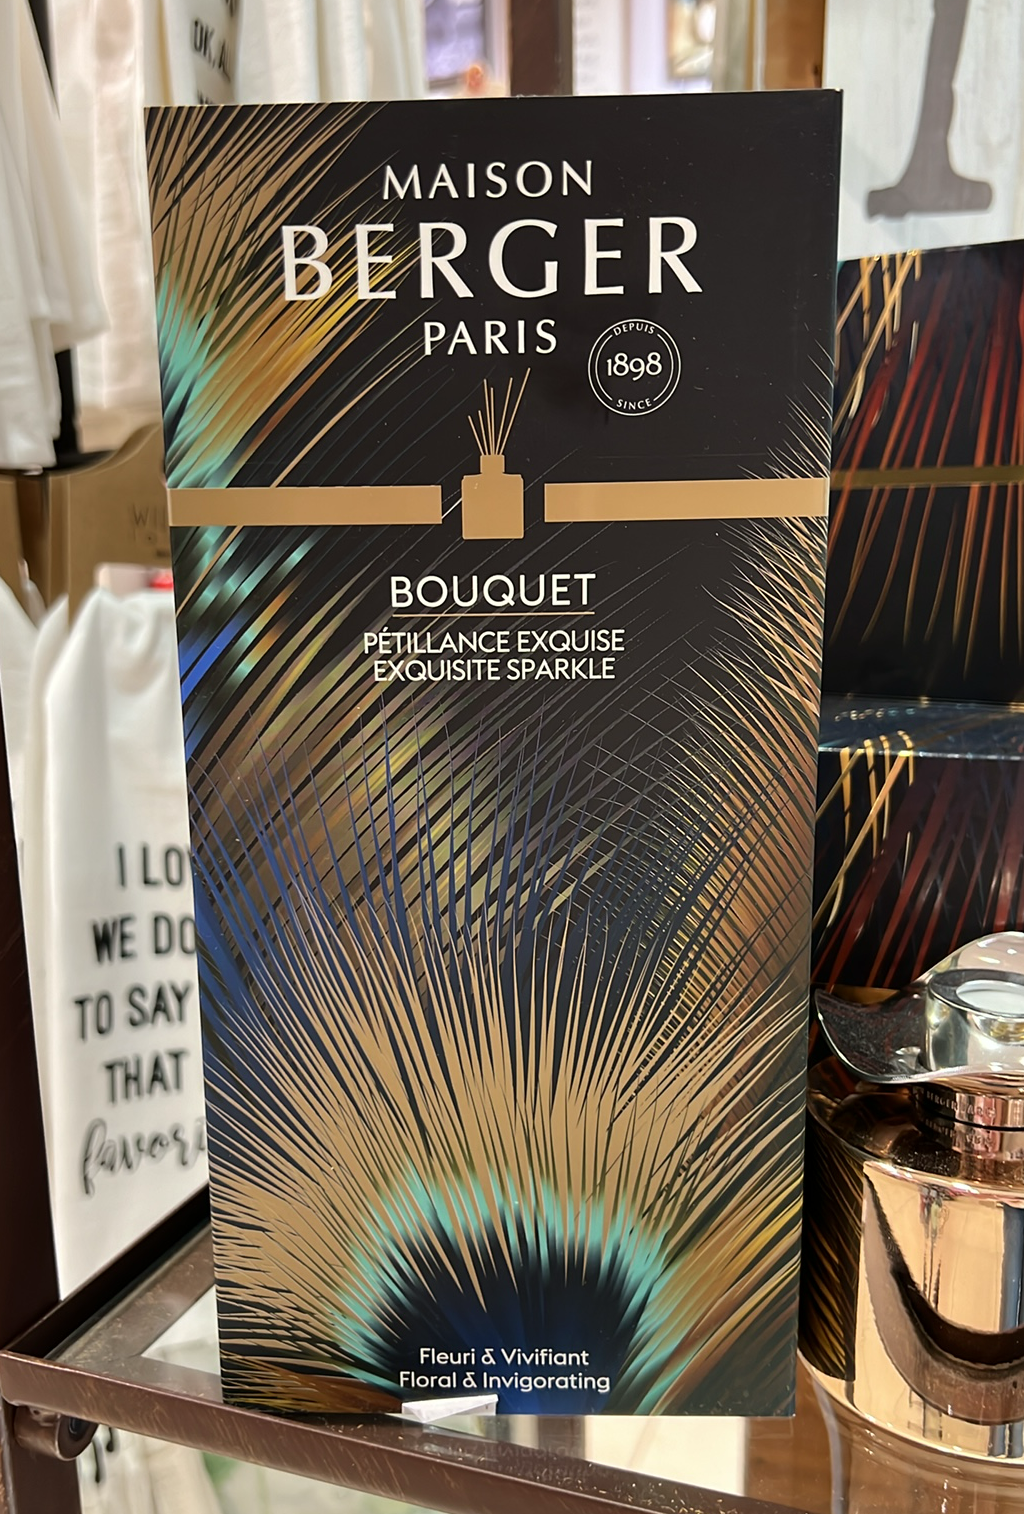 MAISON
BERGER
PARIS
DEPUIS
1898
SINCE
BOUQUET
PÉTILLANCE EXQUISE
EXQUISITE SPARKLE
Fleuri & Vivifiant
Floral & Invigorating
I LO
WE DO
TO SAY
THAT
favori